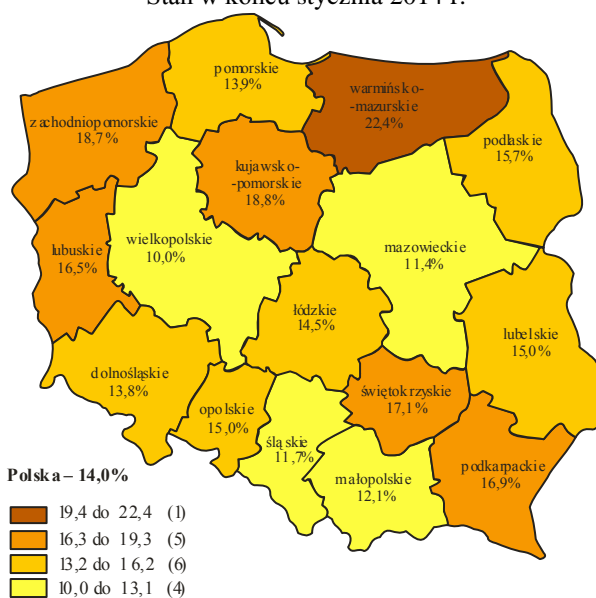 Stan w końcu stycznia 2014 r.
pomorskie
13,9%
warmińsko-
-mazurskie
22,4%
zachodniopomorskie
18,7%
podlaskie
15,7%
kujawsko-
-pomorskie
18,8%
wielkopolskie
10,0%
lubuskie
16,5%
mazowieckie
11,4%
łódzkie
14,5%
lubelskie
15,0%
dolnośląskie
13,8%
opolskie
15,0%
świętokrzyskie
17,1%
śląskie
11,7%
małopolskie
12,1%
podkarpackie
16,9%
Polska – 14,0%
19,4 do 22,4 (1)
16,3 do 19,3 (5)
13,2 do 16,2 (6)
10,0 do 13,1 (4)